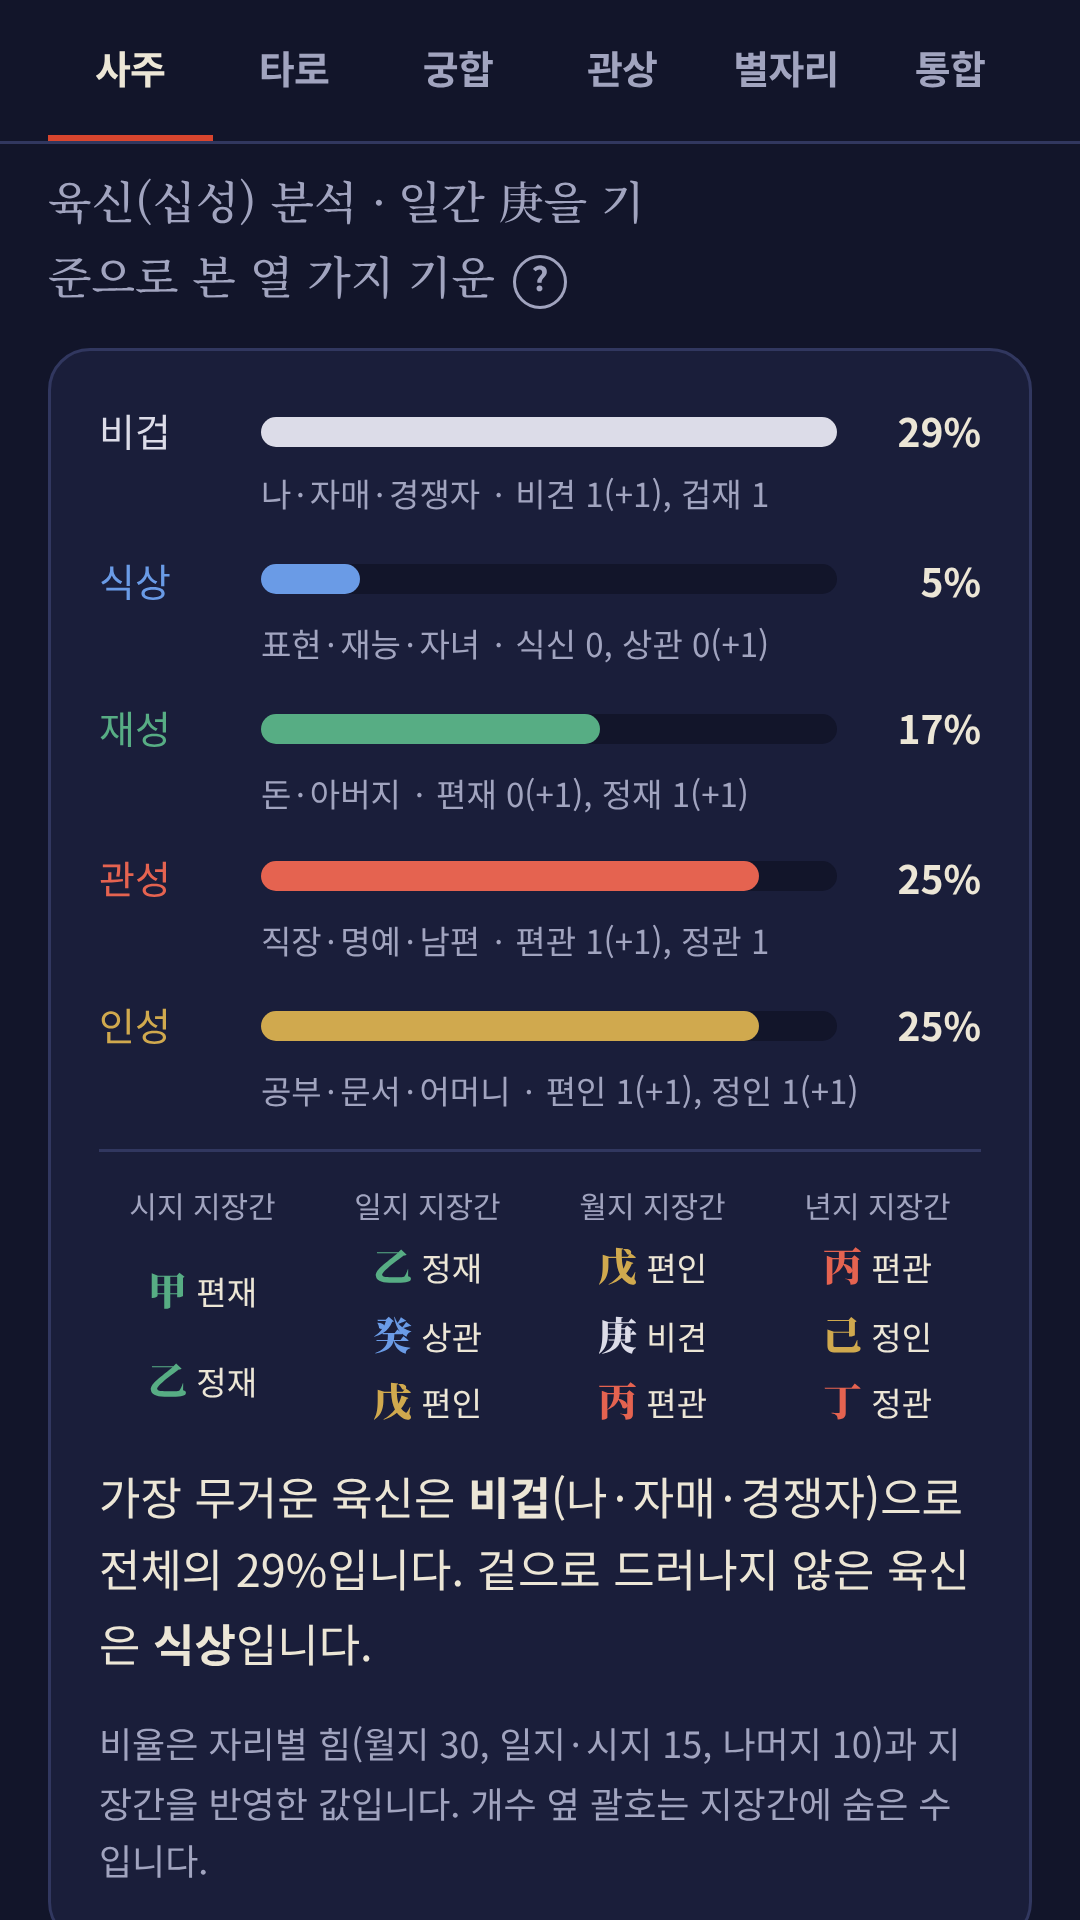 사주 타로 궁합 관상 별자리 통합
육신(십성) 분석 · 일간 庚을 기
준으로 본 열 가지 기운 ?
비겁 29%
나·자매·경쟁자 · 비견 1(+1), 겁재 1
식상 5%
표현·재능·자녀 · 식신 0, 상관 0(+1)
재성 17%
돈·아버지 · 편재 0(+1), 정재 1(+1)
관성 25%
직장·명예·남편 · 편관 1(+1), 정관 1
인성 25%
공부·문서·어머니 · 편인 1(+1), 정인 1(+1)
시지 지장간 일지 지장간 월지 지장간 년지 지장간
甲 편재
乙 정재
乙 정재
癸 상관
戊 편인
戊 편인
庚 비견
丙 편관
丙 편관
己 정인
丁 정관
가장 무거운 육신은 비겁(나·자매·경쟁자)으로
전체의 29%입니다. 겉으로 드러나지 않은 육신
은 식상입니다.
비율은 자리별 힘(월지 30, 일지·시지 15, 나머지 10)과 지
장간을 반영한 값입니다. 개수 옆 괄호는 지장간에 숨은 수
입니다.